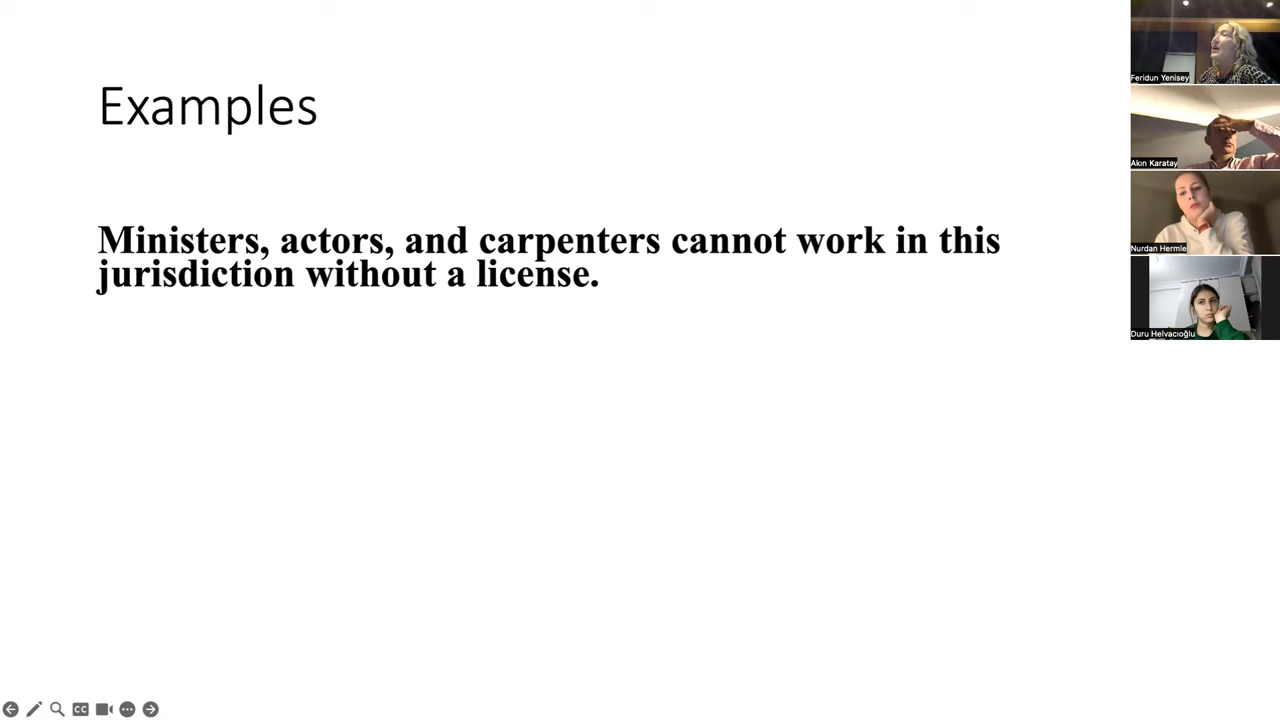 Examples
Ministers, actors, and carpenters cannot work in this
jurisdiction without a license.
Feridun Yenisey
Akın Karatay
Nurdan Hermle
Duru Helvacıoğlu
CC